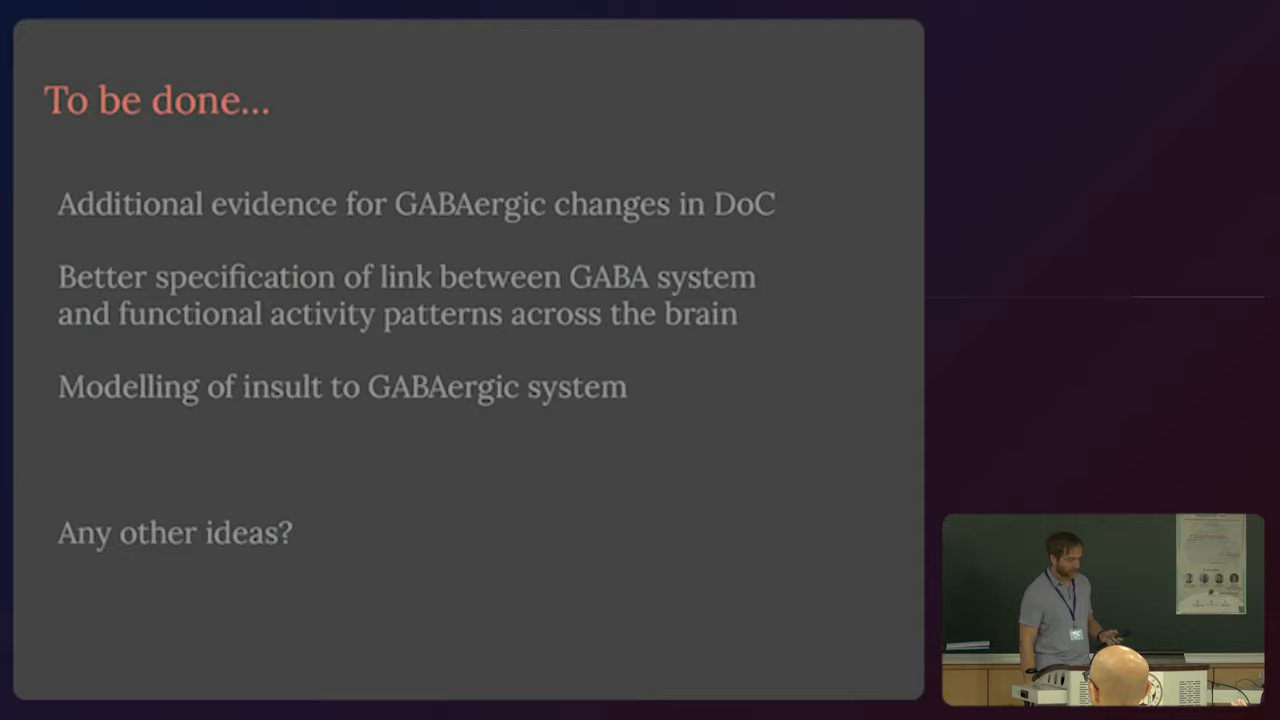 To be done...
Additional evidence for GABAergic changes in DoC
Better specification of link between GABA system
and functional activity patterns across the brain
Modelling of insult to GABAergic system
Any other ideas?